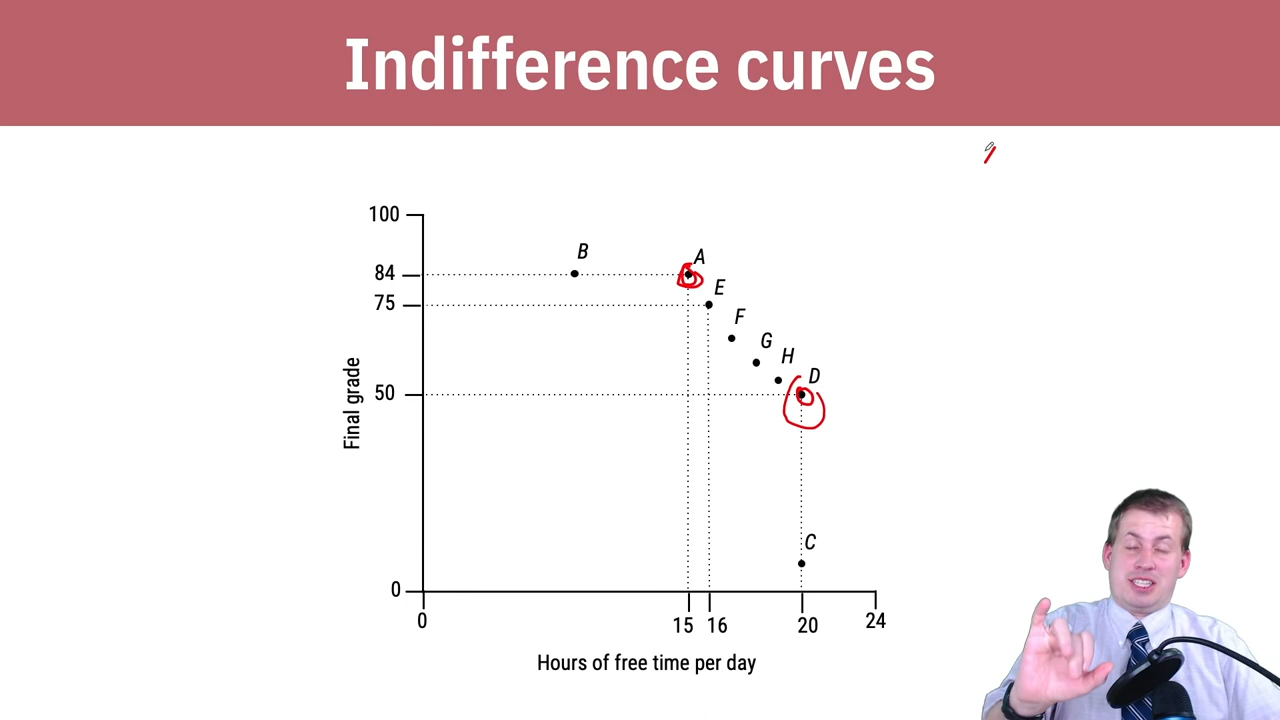 Indifference curves
100
B
A
84
E
75
F
G
H
D
50
Final grade
C
0
0
15
16
20
24
Hours of free time per day